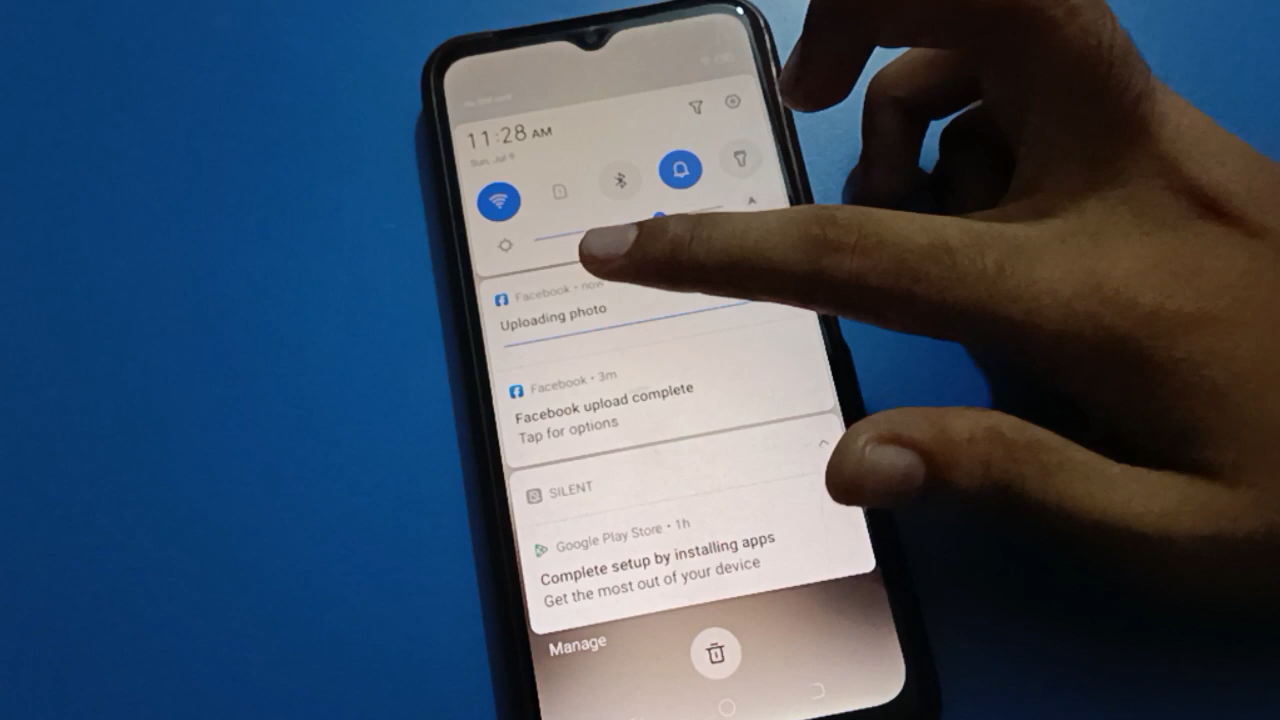 11:28 AM
Sun, Jul 9
A
Facebook • now
Uploading photo
Facebook • 3m
Facebook upload complete
Tap for options
SILENT
Google Play Store • 1h
Complete setup by installing apps
Get the most out of your device
Manage